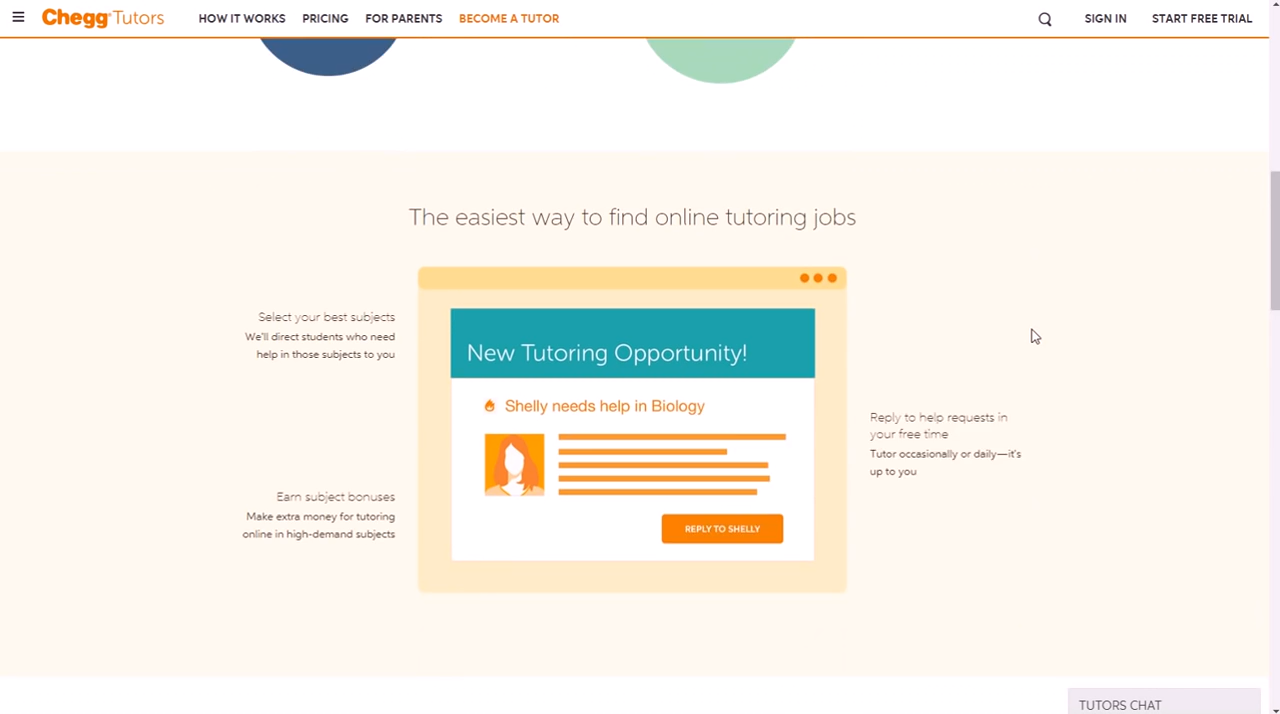 Chegg Tutors HOW IT WORKS PRICING FOR PARENTS BECOME A TUTOR SIGN IN START FREE TRIAL
The easiest way to find online tutoring jobs
Select your best subjects
We'll direct students who need
help in those subjects to you
Earn subject bonuses
Make extra money for tutoring
online in high-demand subjects
New Tutoring Opportunity!
Shelly needs help in Biology
REPLY TO SHELLY
Reply to help requests in
your free time
Tutor occasionally or daily—it's
up to you
TUTORS CHAT